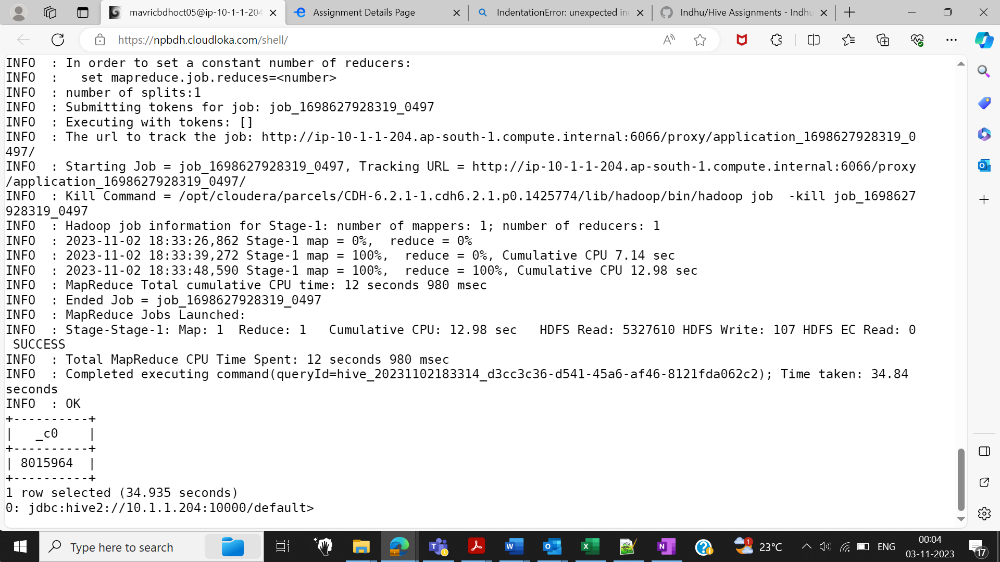 mavricbdhoct05@ip-10-1-1-204
Assignment Details Page
IndentationError: unexpected in
Indhu/Hive Assignments - Indhu
https://npbdh.cloudloka.com/shell/
INFO  : In order to set a constant number of reducers:
INFO  :   set mapreduce.job.reduces=<number>
INFO  : number of splits:1
INFO  : Submitting tokens for job: job_1698627928319_0497
INFO  : Executing with tokens: []
INFO  : The url to track the job: http://ip-10-1-1-204.ap-south-1.compute.internal:6066/proxy/application_1698627928319_0
497/
INFO  : Starting Job = job_1698627928319_0497, Tracking URL = http://ip-10-1-1-204.ap-south-1.compute.internal:6066/proxy
/application_1698627928319_0497/
INFO  : Kill Command = /opt/cloudera/parcels/CDH-6.2.1-1.cdh6.2.1.p0.1425774/lib/hadoop/bin/hadoop job  -kill job_1698627
928319_0497
INFO  : Hadoop job information for Stage-1: number of mappers: 1; number of reducers: 1
INFO  : 2023-11-02 18:33:26,862 Stage-1 map = 0%,  reduce = 0%
INFO  : 2023-11-02 18:33:39,272 Stage-1 map = 100%,  reduce = 0%, Cumulative CPU 7.14 sec
INFO  : 2023-11-02 18:33:48,590 Stage-1 map = 100%,  reduce = 100%, Cumulative CPU 12.98 sec
INFO  : MapReduce Total cumulative CPU time: 12 seconds 980 msec
INFO  : Ended Job = job_1698627928319_0497
INFO  : MapReduce Jobs Launched:
INFO  : Stage-Stage-1: Map: 1  Reduce: 1   Cumulative CPU: 12.98 sec   HDFS Read: 5327610 HDFS Write: 107 HDFS EC Read: 0
 SUCCESS
INFO  : Total MapReduce CPU Time Spent: 12 seconds 980 msec
INFO  : Completed executing command(queryId=hive_20231102183314_d3cc3c36-d541-45a6-af46-8121fda062c2); Time taken: 34.84
seconds
INFO  : OK
+----------+
|   _c0    |
+----------+
| 8015964  |
+----------+
1 row selected (34.935 seconds)
0: jdbc:hive2://10.1.1.204:10000/default>
Type here to search
1
23°C
ENG
00:04
03-11-2023
17